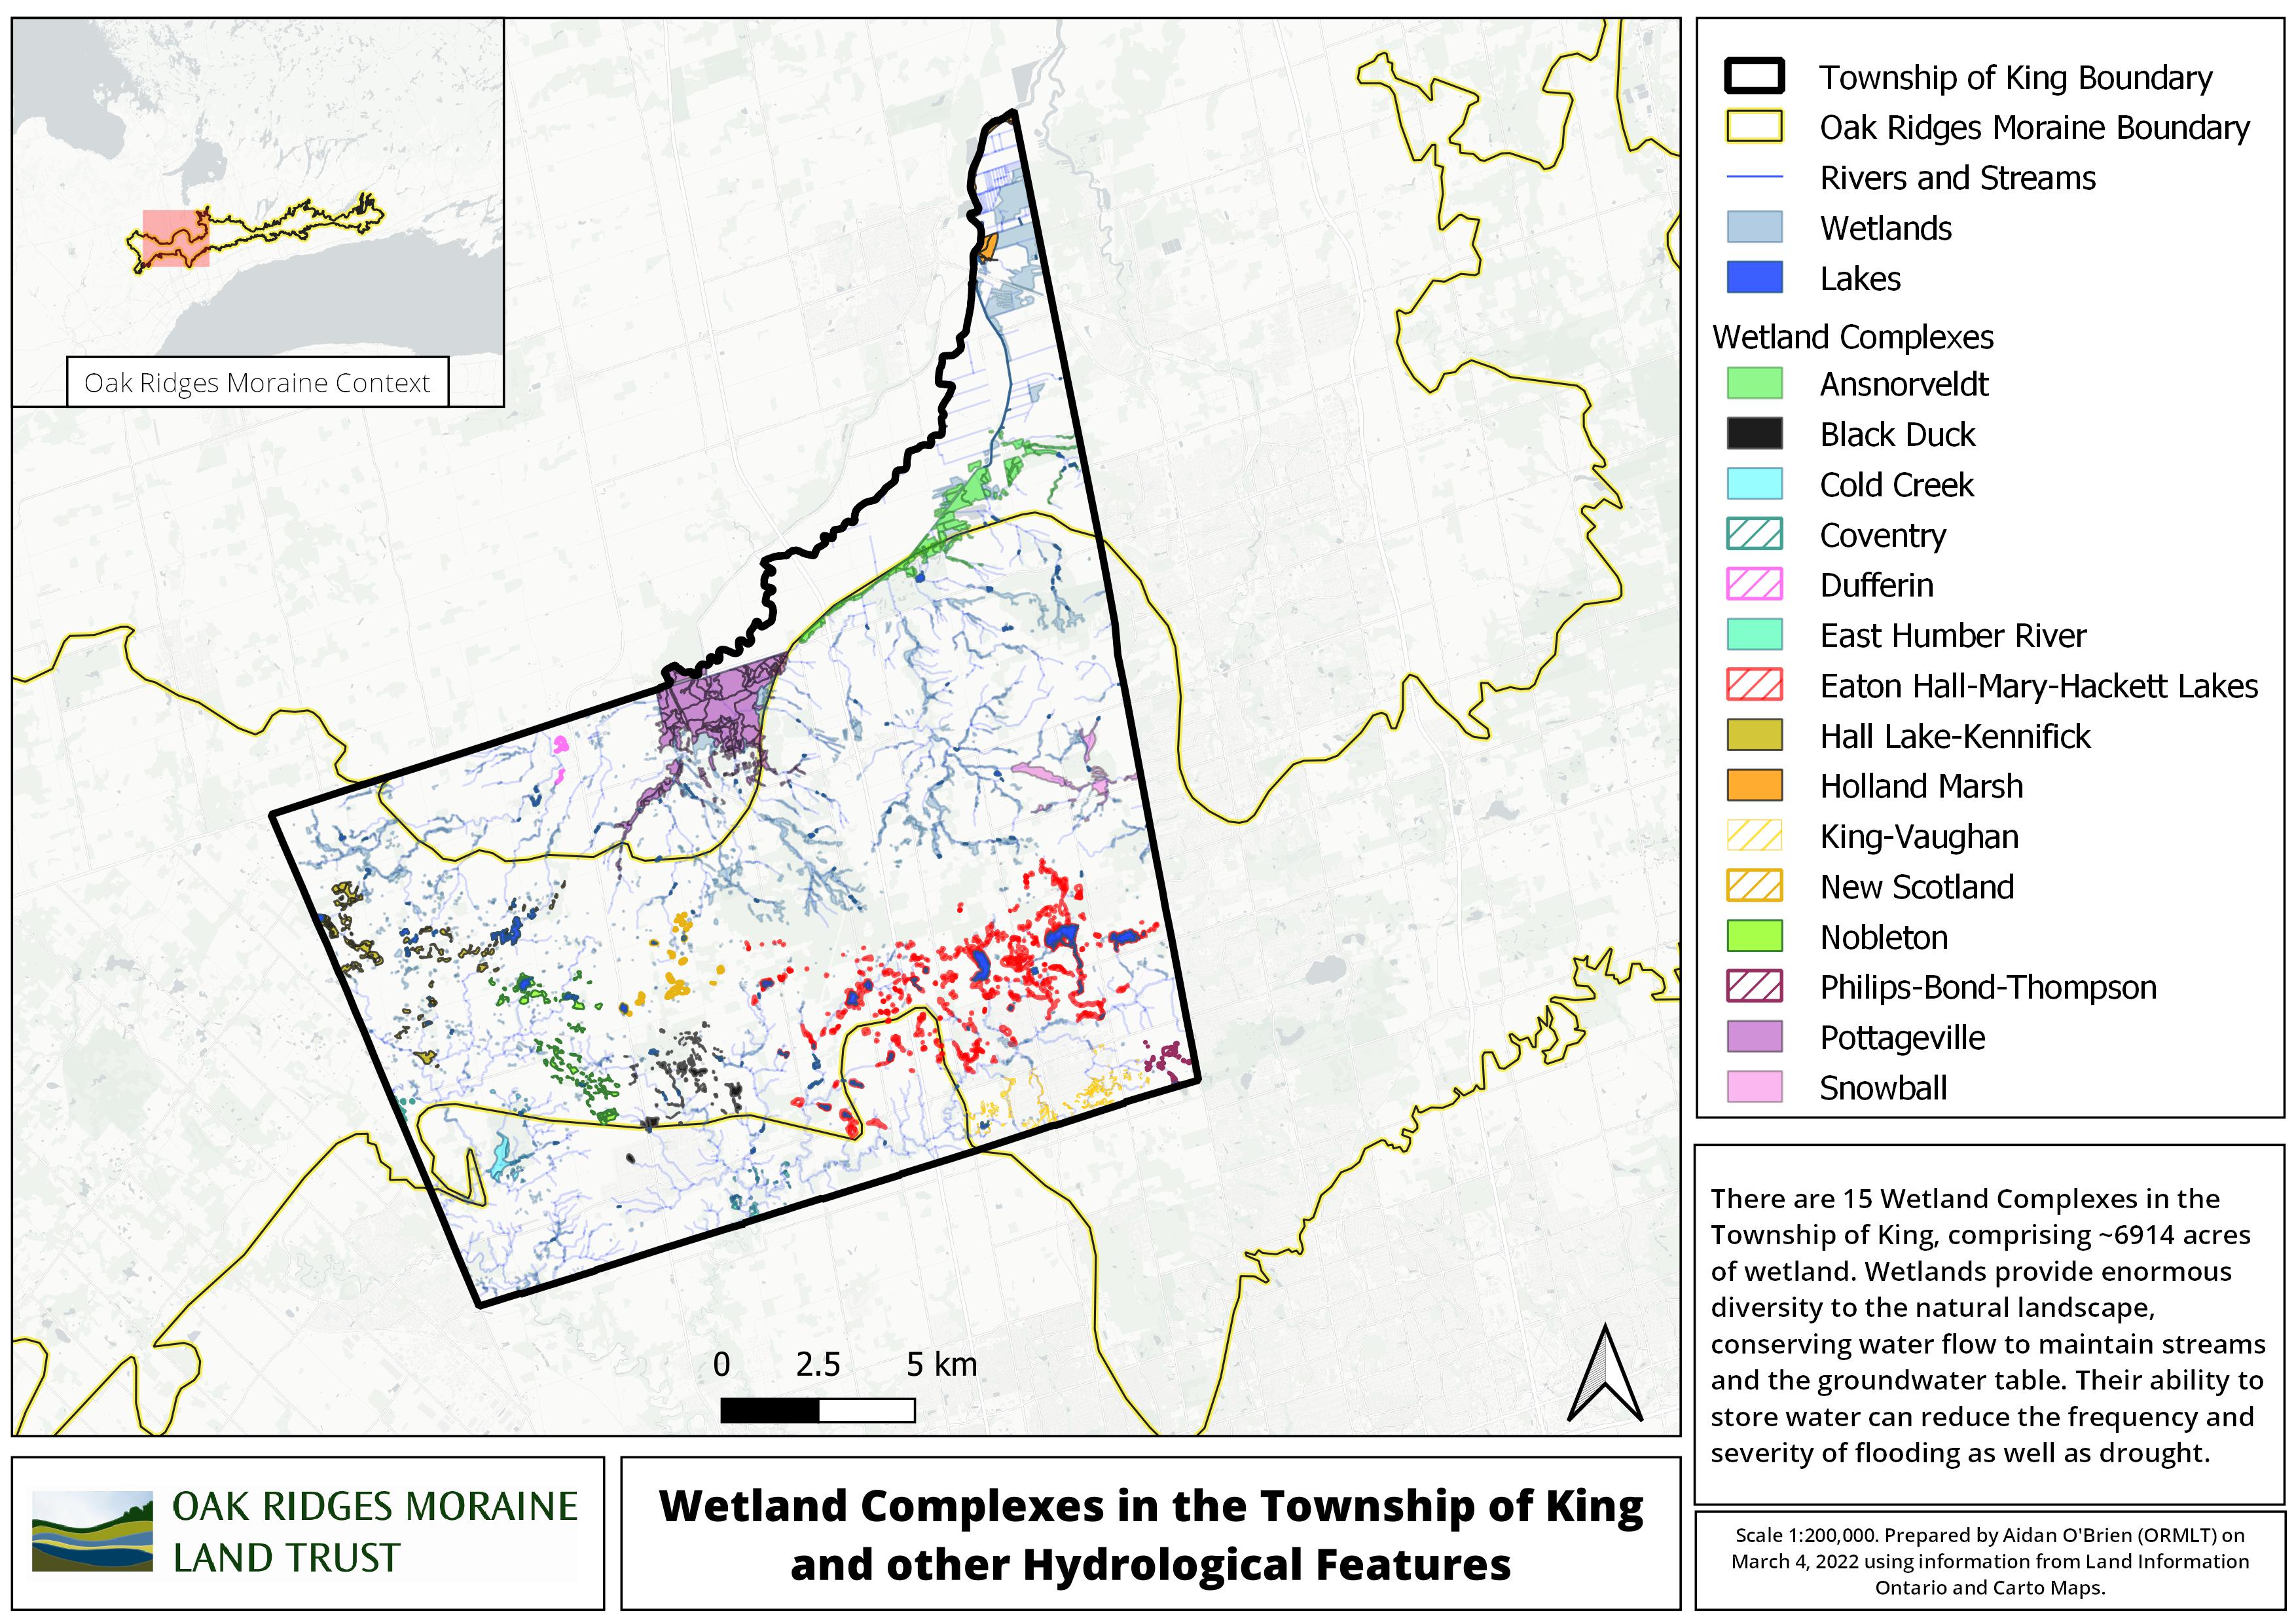 Oak Ridges Moraine Context
0 2.5 5 km
Township of King Boundary
Oak Ridges Moraine Boundary
Rivers and Streams
Wetlands
Lakes
Wetland Complexes
Ansnorveldt
Black Duck
Cold Creek
Coventry
Dufferin
East Humber River
Eaton Hall-Mary-Hackett Lakes
Hall Lake-Kennifick
Holland Marsh
King-Vaughan
New Scotland
Nobleton
Philips-Bond-Thompson
Pottageville
Snowball
There are 15 Wetland Complexes in the
Township of King, comprising ~6914 acres
of wetland. Wetlands provide enormous
diversity to the natural landscape,
conserving water flow to maintain streams
and the groundwater table. Their ability to
store water can reduce the frequency and
severity of flooding as well as drought.
OAK RIDGES MORAINE
LAND TRUST
Wetland Complexes in the Township of King
and other Hydrological Features
Scale 1:200,000. Prepared by Aidan O'Brien (ORMLT) on
March 4, 2022 using information from Land Information
Ontario and Carto Maps.